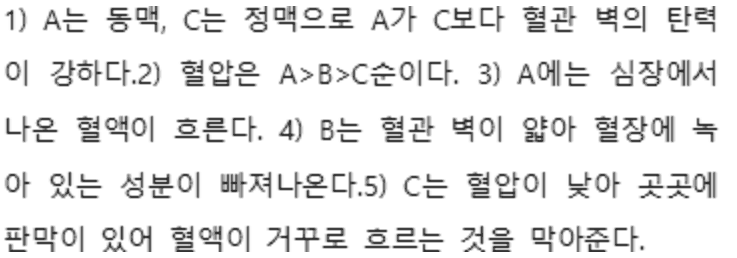 1) A는 동맥, C는 정맥으로 A가 C보다 혈관 벽의 탄력
이 강하다.2) 혈압은 A>B>C순이다. 3) A에는 심장에서
나온 혈액이 흐른다. 4) B는 혈관 벽이 얇아 혈장에 녹
아 있는 성분이 빠져나온다.5) C는 혈압이 낮아 곳곳에
판막이 있어 혈액이 거꾸로 흐르는 것을 막아준다.